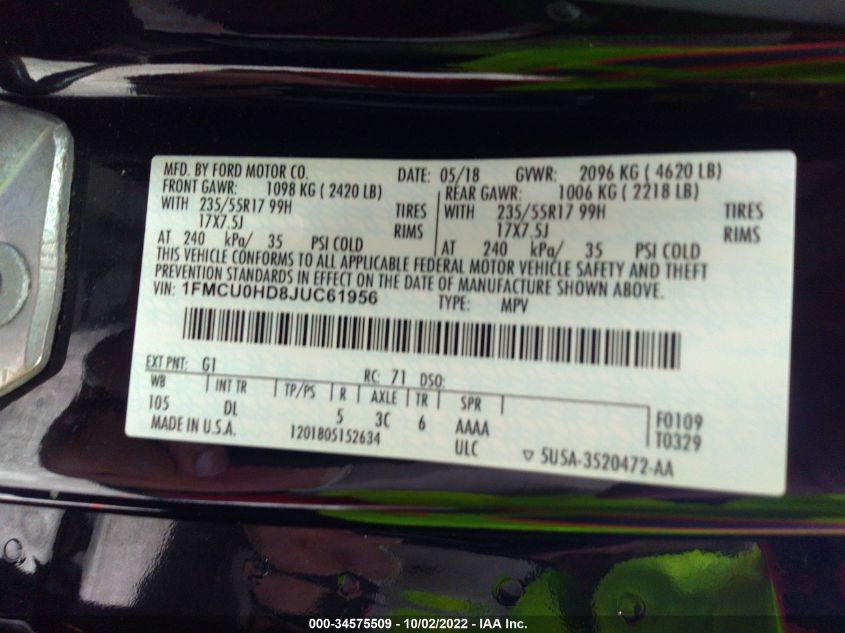 MFD. BY FORD MOTOR CO. DATE: 05/18 GVWR: 2096 KG ( 4620 LB)
FRONT GAWR: 1098 KG ( 2420 LB) REAR GAWR: 1006 KG ( 2218 LB)
WITH 235/55R17 99H TIRES WITH 235/55R17 99H TIRES
17X7.5J RIMS 17X7.5J RIMS
AT 240 kPa/ 35 PSI COLD AT 240 kPa/ 35 PSI COLD
THIS VEHICLE CONFORMS TO ALL APPLICABLE FEDERAL MOTOR VEHICLE SAFETY AND THEFT
PREVENTION STANDARDS IN EFFECT ON THE DATE OF MANUFACTURE SHOWN ABOVE.
VIN: 1FMCU0HD8JUC61956 TYPE: MPV
EXT PNT: G1 RC: 71 DSO:
WB INT TR TP/PS R AXLE TR SPR
105 DL 5 3C 6 AAAA F0109
MADE IN U.S.A. 1201805152634 ULC T0329
5U5A-3520472-AA
000-34575509 - 10/02/2022 - IAA Inc.